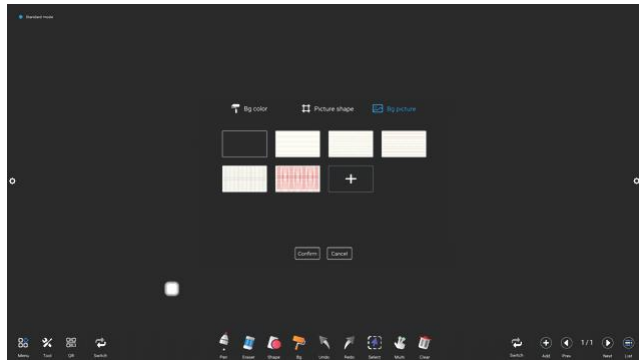 Standard mode
Bg color
Picture shape
Bg picture
Confirm
Cancel
Menu
Tool
QR
Switch
Pen
Eraser
Shape
Bg
Undo
Redo
Select
Multi
Clear
Switch
Add
Prev
1/1
Next
List